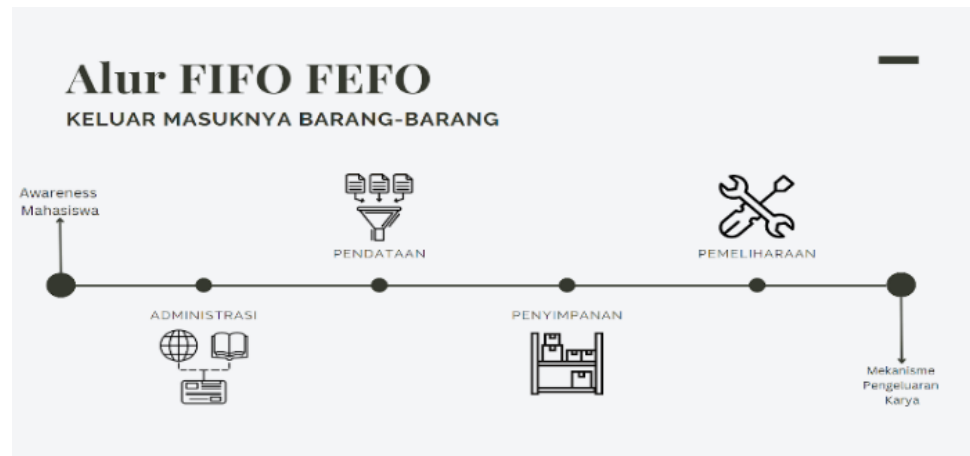 Alur FIFO FEFO
KELUAR MASUKNYA BARANG-BARANG
Awareness
Mahasiswa
ADMINISTRASI
PENDATAAN
PENYIMPANAN
PEMELIHARAAN
Mekanisme
Pengeluaran
Karya